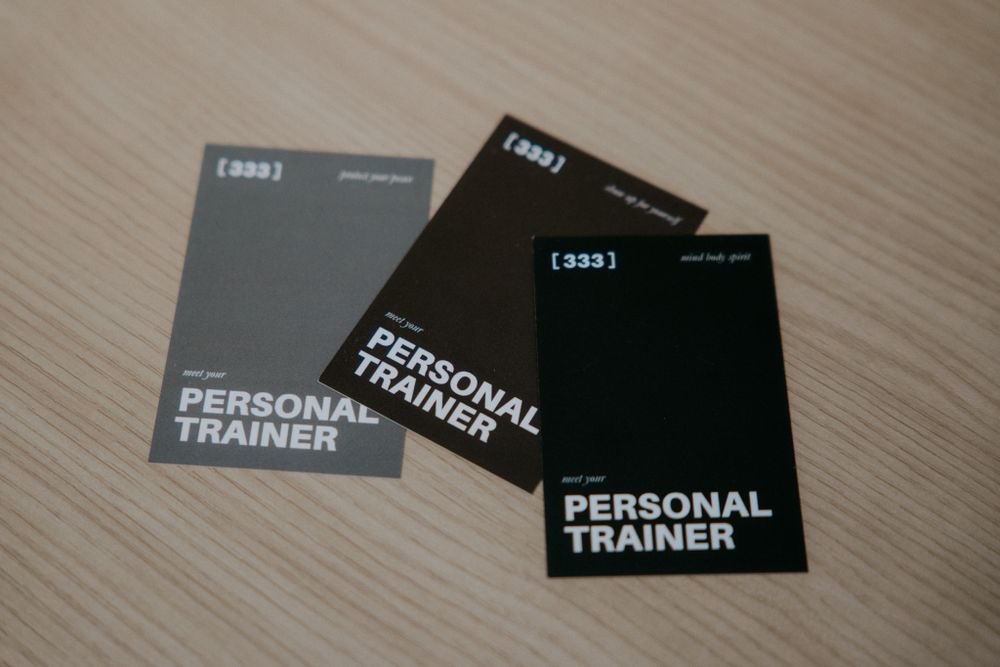 [333]
protect your peace
meet your
PERSONAL
TRAINER
[333]
show up for yourself
meet your
PERSONAL
TRAINER
[333]
mind body spirit
meet your
PERSONAL
TRAINER